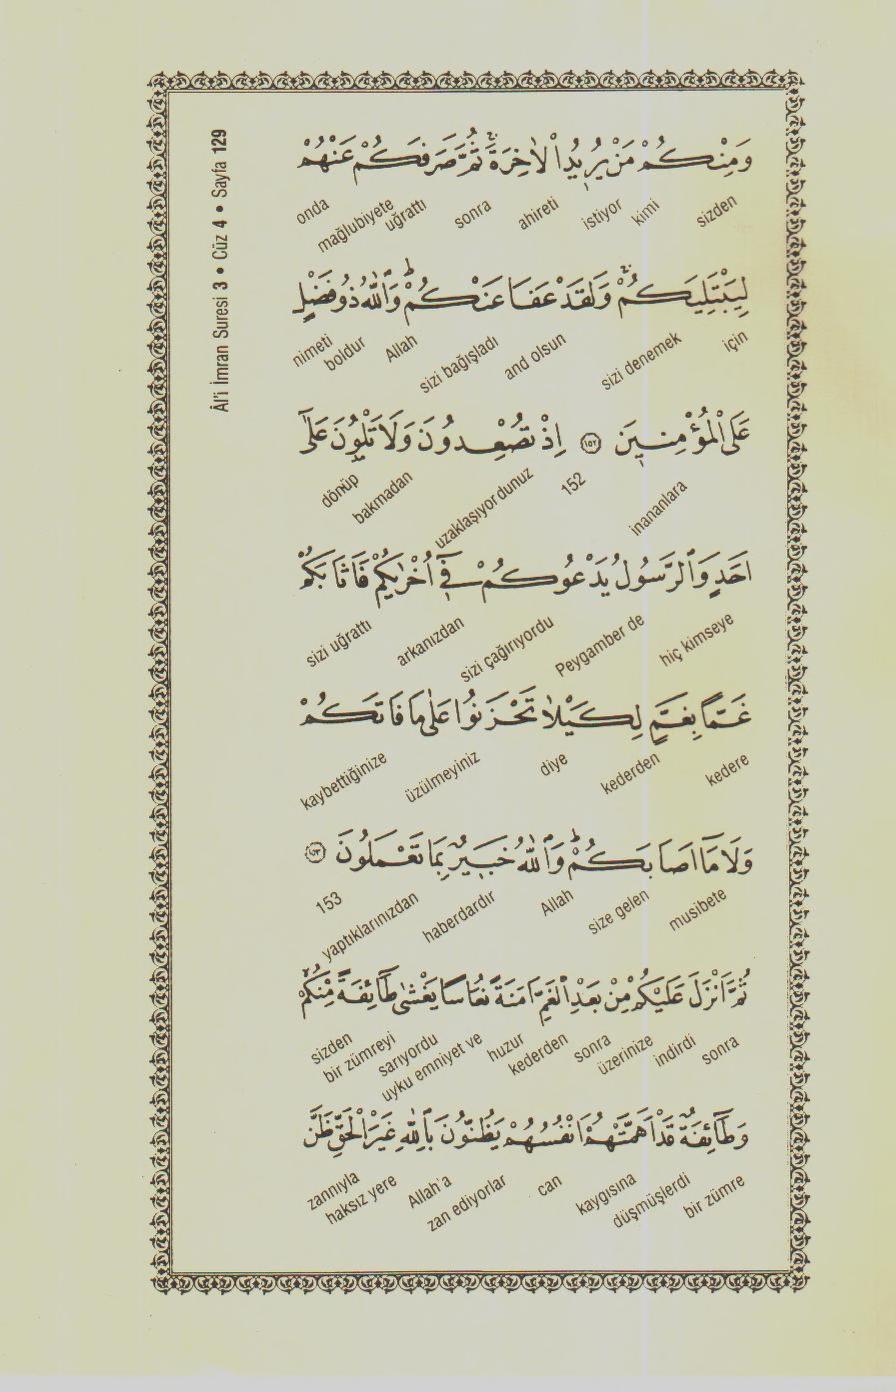 Âl'i İmran Suresi 3 • Cüz 4 • Sayfa 129
وَمِنْكُمْ مَنْ يُرِيدُ الْاٰخِرَةَۚ ثُمَّ صَرَفَكُمْ عَنْهُمْ
sizden kimi istiyor ahireti sonra uğrattı mağlubiyete onda
لِيَبْتَلِيَكُمْۚ وَلَقَدْ عَفَا عَنْكُمْۜ وَاللّٰهُ ذُو فَضْلٍ
için sizi denemek and olsun sizi bağışladı Allah boldur nimeti
عَلَى الْمُؤْمِنِينَ ﴿١٥٢﴾ اِذْ تُصْعِدُونَ وَلَا تَلْوُ۫نَ عَلٰٓى
inananlara 152 uzaklaşıyordunuz bakmadan dönüp
اَحَدٍ وَالرَّسُولُ يَدْعُوكُمْ فٖٓى اُخْرٰيكُمْ فَاَثَابَكُمْ
hiç kimseye Peygamber de sizi çağırıyordu arkanızdan sizi uğrattı
غَمًّا بِغَمٍّ لِكَيْلَا تَحْزَنُوا عَلٰى مَا فَاتَكُمْ
kedere kederden diye üzülmeyiniz kaybettiğinize
وَلَا مَٓا اَصَابَكُمْۜ وَاللّٰهُ خَبٖيرٌ بِمَا تَعْمَلُونَ ﴿١٥٣﴾
musibete size gelen Allah haberdardır yaptıklarınızdan 153
ثُمَّ اَنْزَلَ عَلَيْكُمْ مِنْ بَعْدِ الْغَمِّ اَمَنَةً نُعَاسًا يَغْشٰى طَٓائِفَةً مِنْكُمْۙ
sonra indirdi üzerinize sonra kederden huzur uyku emniyet ve sarıyordu bir zümreyi sizden
وَطَٓائِفَةٌ قَدْ اَهَمَّتْهُمْ اَنْفُسُهُمْ يَظُنُّونَ بِاللّٰهِ غَيْرَ الْحَقِّ ظَنَّ
bir zümre düşmüşlerdi kaygısına can zan ediyorlar Allah'a haksız yere zannıyla